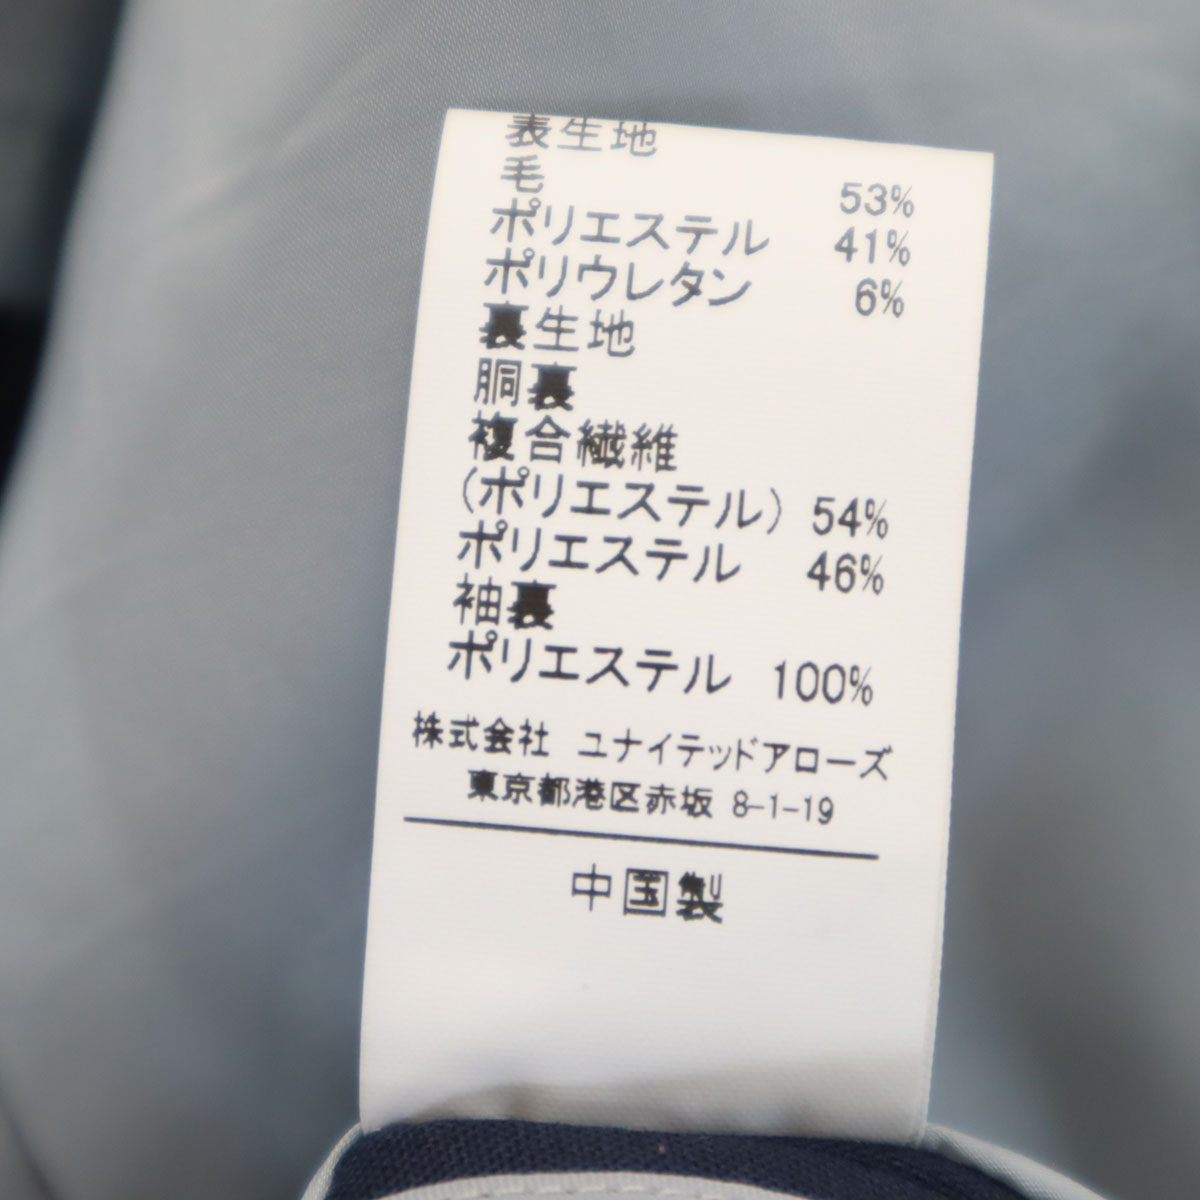 表生地
毛 53%
ポリエステル 41%
ポリウレタン 6%
裏生地
胴裏
複合繊維
(ポリエステル) 54%
ポリエステル 46%
袖裏
ポリエステル 100%
株式会社 ユナイテッドアローズ
東京都港区赤坂 8-1-19
中国製